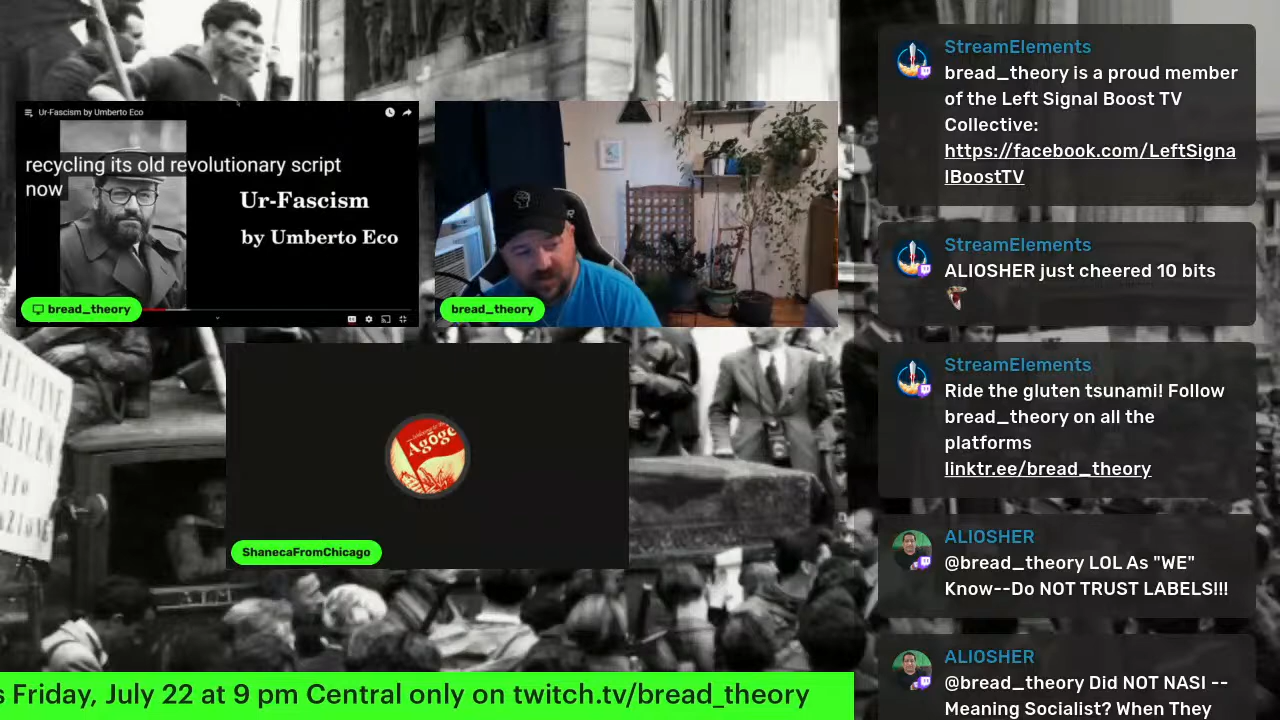 Ur-Fascism by Umberto Eco
recycling its old revolutionary script
now
Ur-Fascism
by Umberto Eco
bread_theory
bread_theory
Agōge
ShanecaFromChicago
s Friday, July 22 at 9 pm Central only on twitch.tv/bread_theory
StreamElements
bread_theory is a proud member
of the Left Signal Boost TV
Collective:
https://facebook.com/LeftSigna
lBoostTV
StreamElements
ALIOSHER just cheered 10 bits
StreamElements
Ride the gluten tsunami! Follow
bread_theory on all the
platforms
linktr.ee/bread_theory
ALIOSHER
@bread_theory LOL As "WE"
Know--Do NOT TRUST LABELS!!!
ALIOSHER
@bread_theory Did NOT NASI --
Meaning Socialist? When They